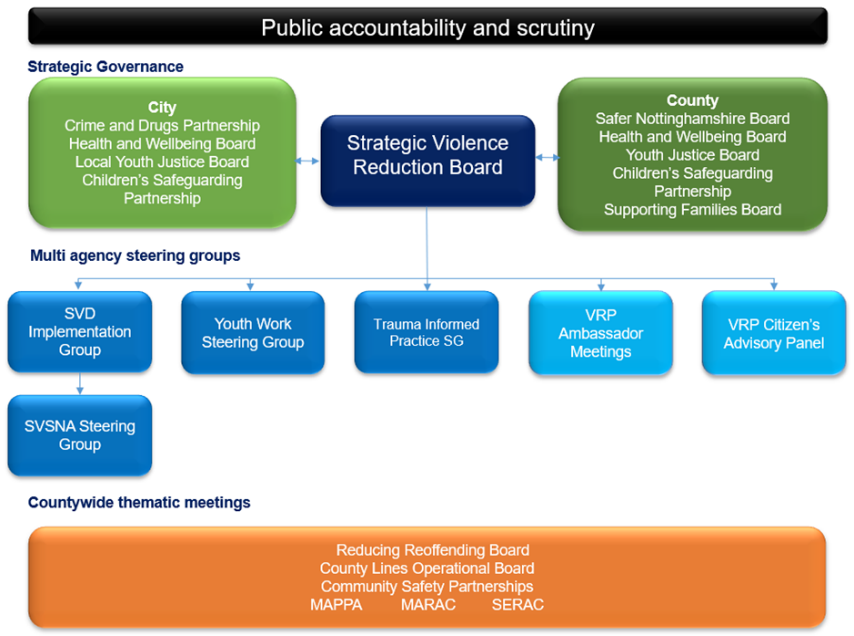 Public accountability and scrutiny
Strategic Governance
City
Crime and Drugs Partnership
Health and Wellbeing Board
Local Youth Justice Board
Children's Safeguarding
Partnership
Strategic Violence
Reduction Board
County
Safer Nottinghamshire Board
Health and Wellbeing Board
Youth Justice Board
Children's Safeguarding
Partnership
Supporting Families Board
Multi agency steering groups
SVD
Implementation
Group
Youth Work
Steering Group
Trauma Informed
Practice SG
VRP
Ambassador
Meetings
VRP Citizen's
Advisory Panel
SVSNA Steering
Group
Countywide thematic meetings
Reducing Reoffending Board
County Lines Operational Board
Community Safety Partnerships
MAPPA MARAC SERAC